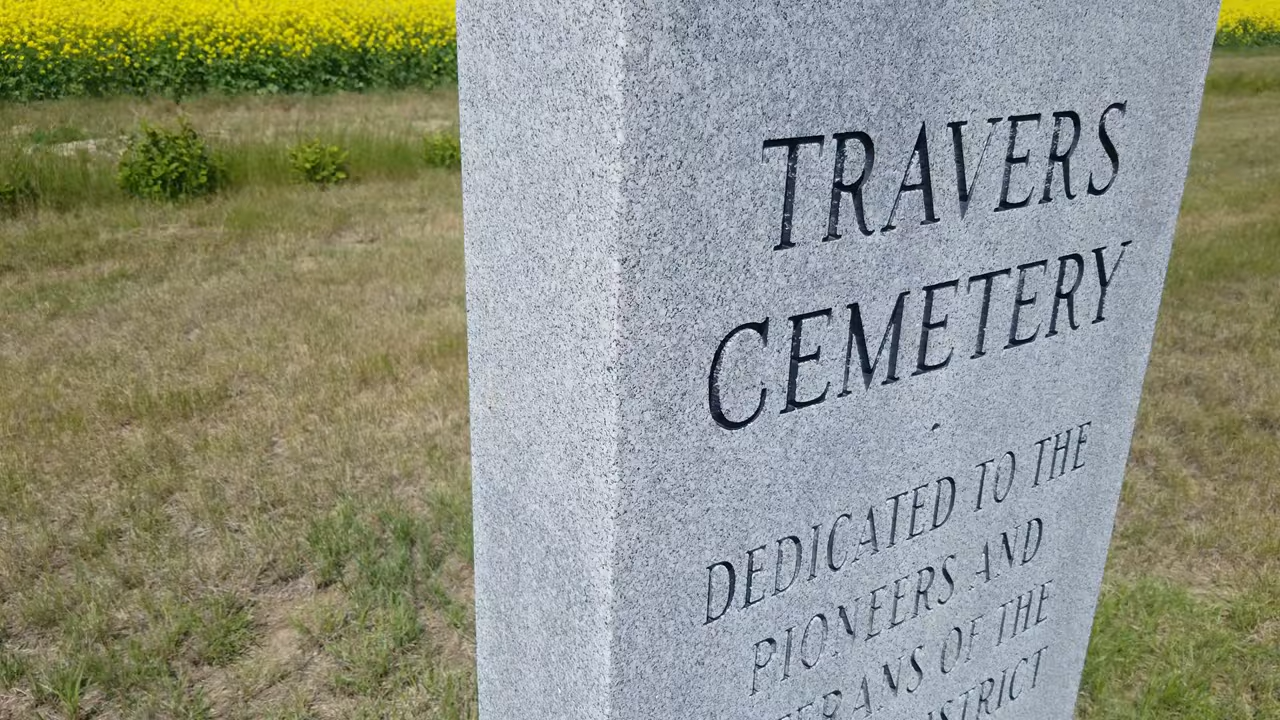 TRAVERS
CEMETERY
DEDICATED TO THE
PIONEERS AND
OF THE